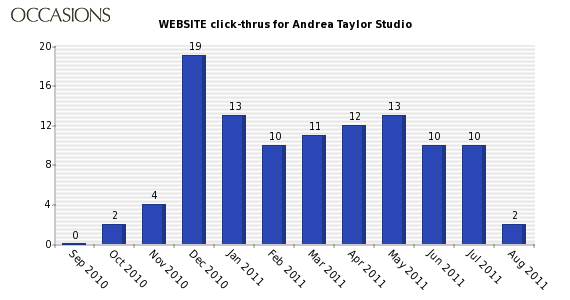 OCCASIONS
WEBSITE click-thrus for Andrea Taylor Studio
20
16
12
8
4
0
0
2
4
19
13
10
11
12
13
10
10
2
Sep 2010
Oct 2010
Nov 2010
Dec 2010
Jan 2011
Feb 2011
Mar 2011
Apr 2011
May 2011
Jun 2011
Jul 2011
Aug 2011